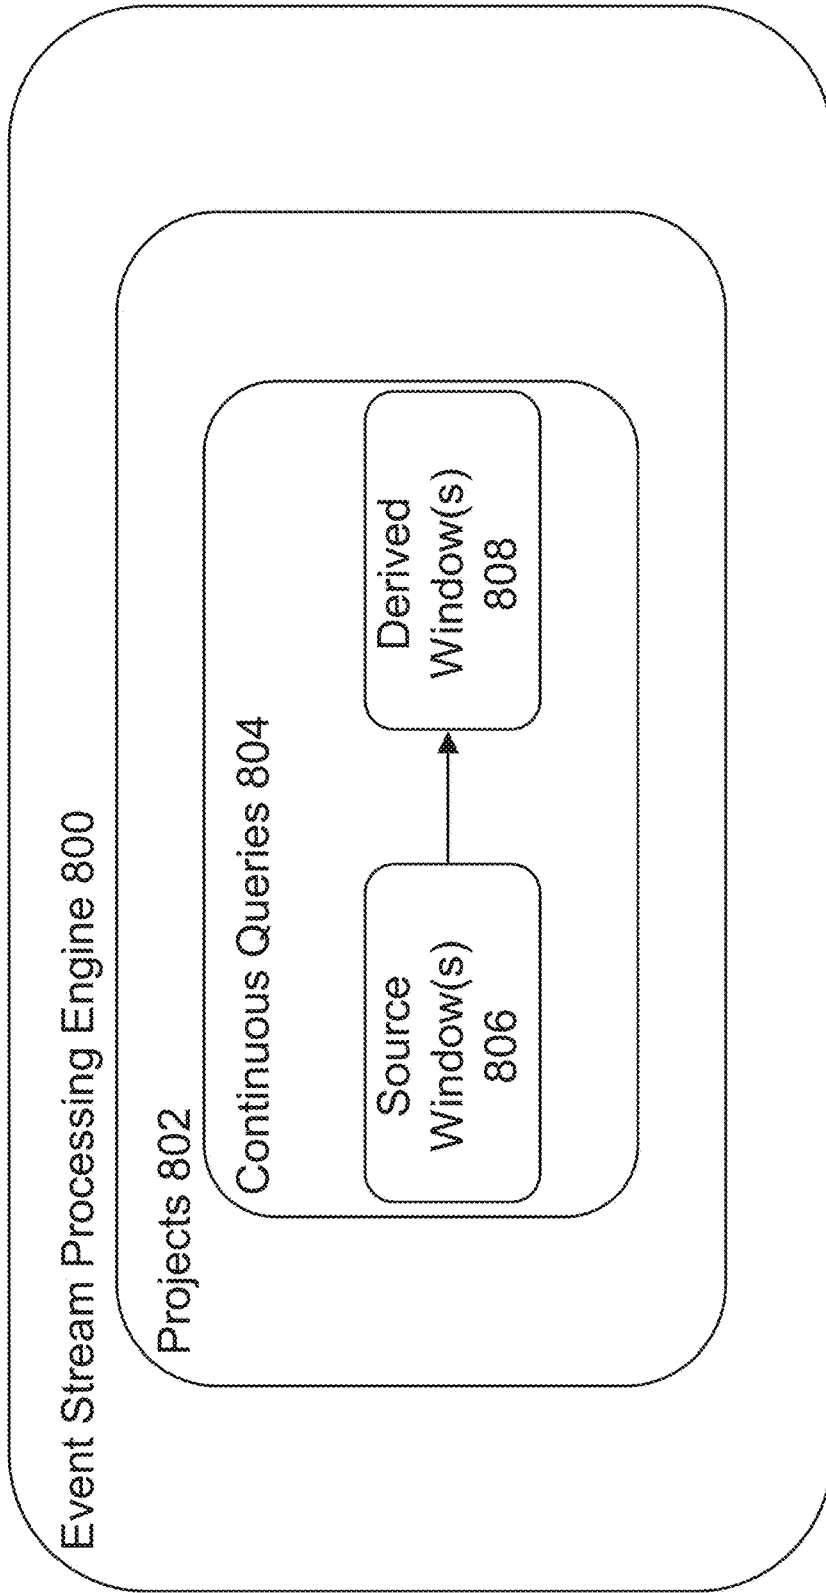 Event Stream Processing Engine 800
Projects 802
Continuous Queries 804
Source
Window(s)
806
Derived
Window(s)
808